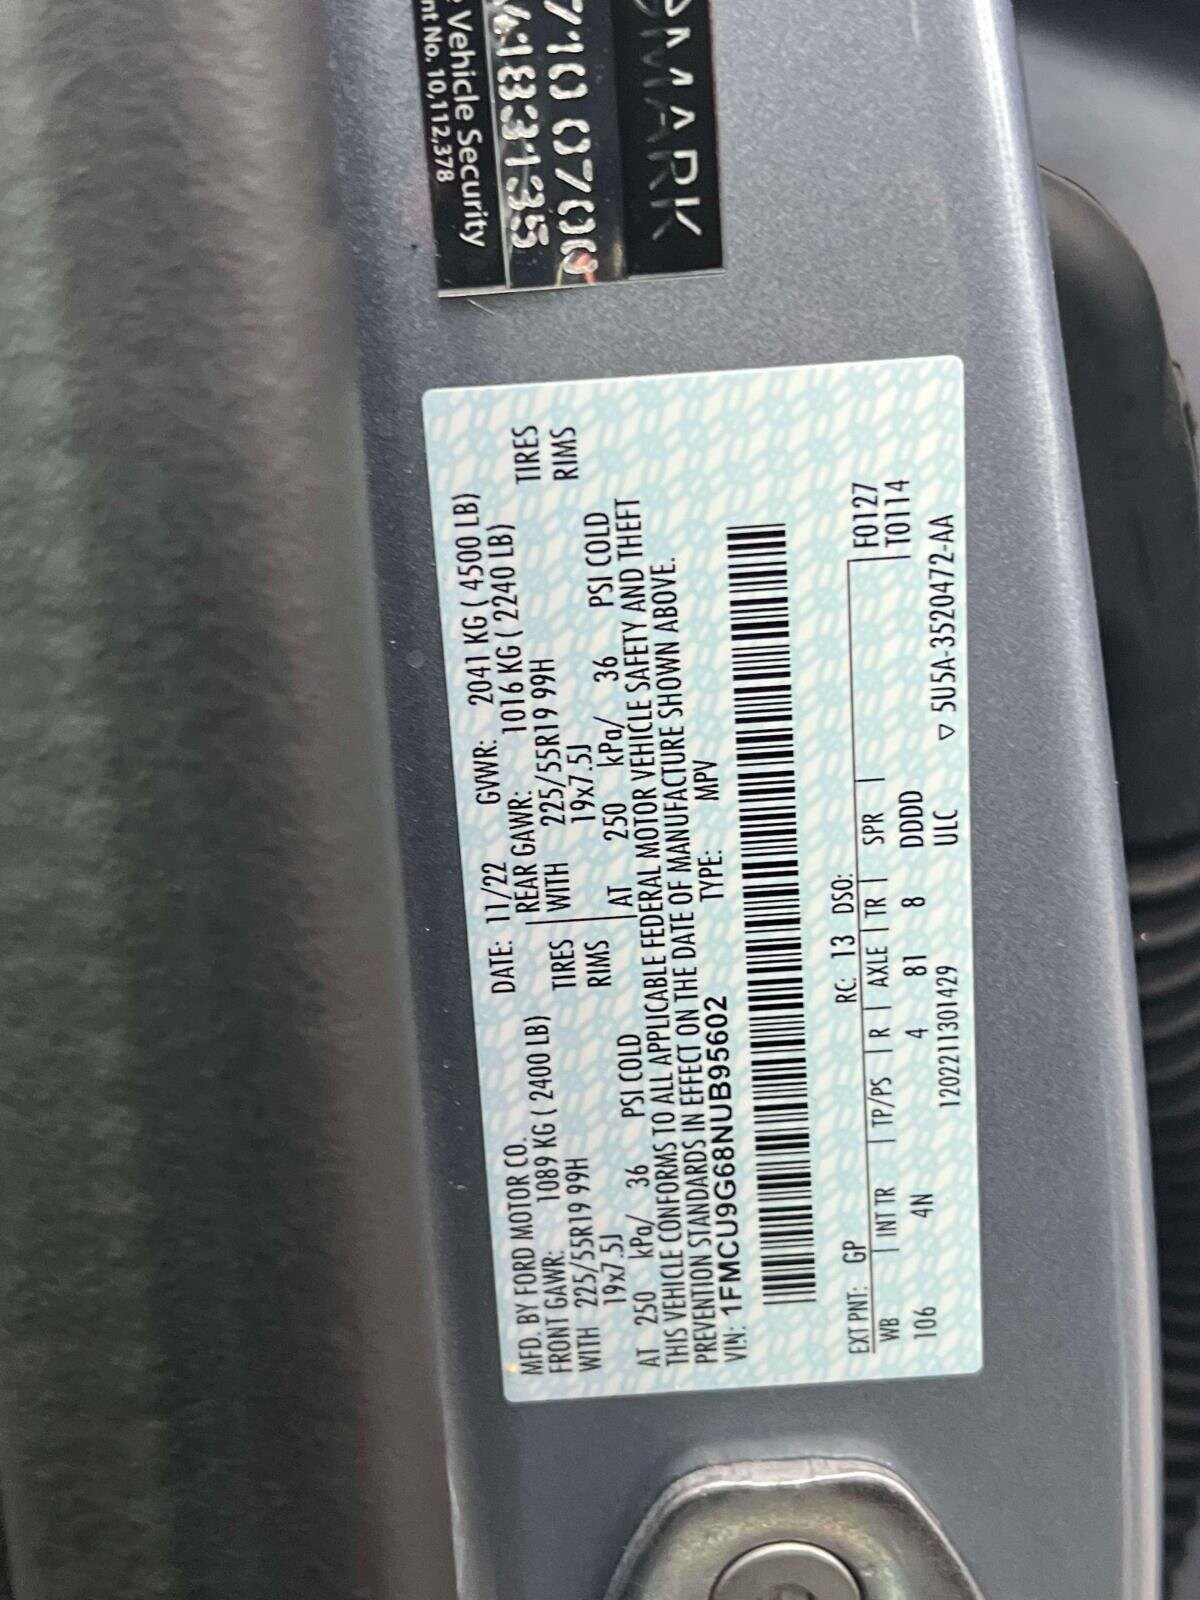 e Vehicle Security
nt No. 10,112,378
183135
710 0700
OMARK
MFD. BY FORD MOTOR CO.
DATE: 11/22 GVWR: 2041 KG ( 4500 LB)
FRONT GAWR: 1089 KG ( 2400 LB)
REAR GAWR: 1016 KG ( 2240 LB)
WITH 225/55R19 99H TIRES
WITH 225/55R19 99H TIRES
19x7.5J RIMS
19x7.5J RIMS
AT 250 kPa/ 36 PSI COLD
AT 250 kPa/ 36 PSI COLD
THIS VEHICLE CONFORMS TO ALL APPLICABLE FEDERAL MOTOR VEHICLE SAFETY AND THEFT
PREVENTION STANDARDS IN EFFECT ON THE DATE OF MANUFACTURE SHOWN ABOVE.
VIN: 1FMCU9G68NUB95602 TYPE: MPV
EXT PNT: GP RC: 13 DSO:
WB | INT TR | TP/PS | R | AXLE | TR | SPR | F0127
106 4N 4 81 8 DDDD T0114
120221301429 ULC ▽ 5U5A-3520472-AA